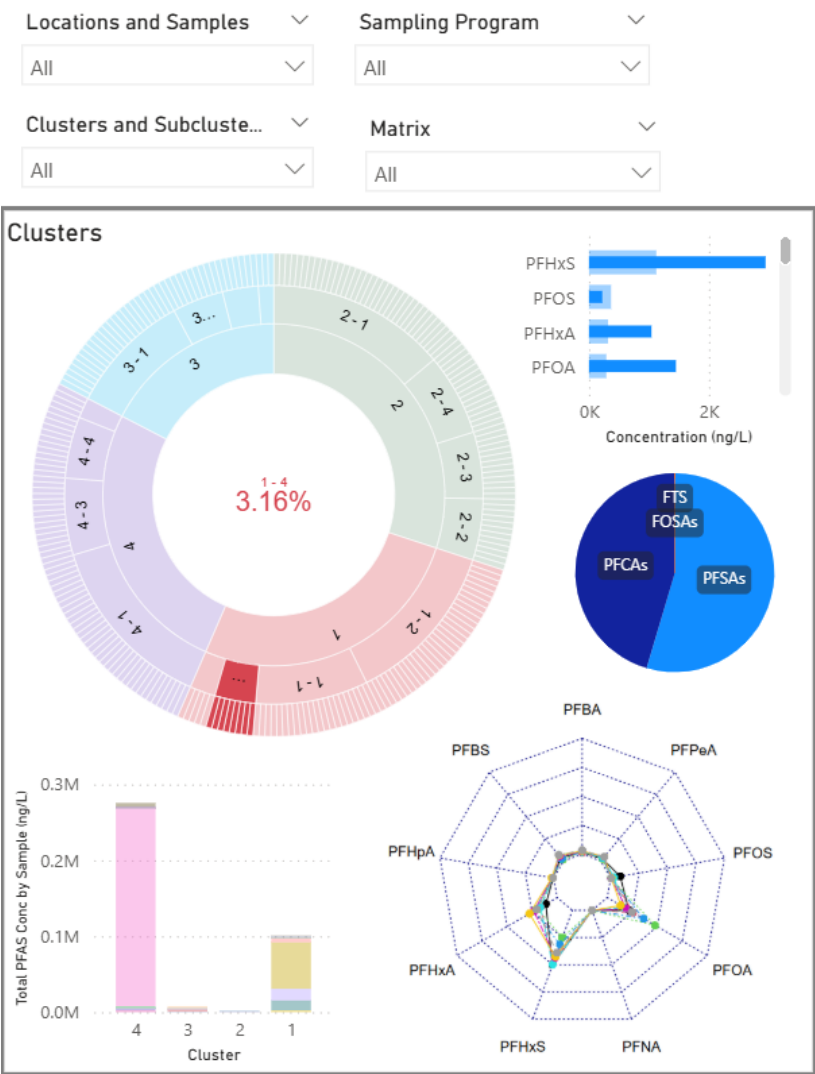 Locations and Samples
Sampling Program
All
All
Clusters and Subcluste...
Matrix
All
All
Clusters
PFHxS
PFOS
PFHxA
PFOA
0K
2K
Concentration (ng/L)
2-1
2-4
2-3
2-2
2
3...
3-1
3
4-4
4-3
4-1
4
1-2
1-1
...
1
1-4
3.16%
FTS
FOSAs
PFCAs
PFSAs
0.3M
0.2M
0.1M
0.0M
Total PFAS Conc by Sample (ng/L)
4
3
2
1
Cluster
PFBA
PFBS
PFPeA
PFHpA
PFOS
PFHxA
PFOA
PFHxS
PFNA